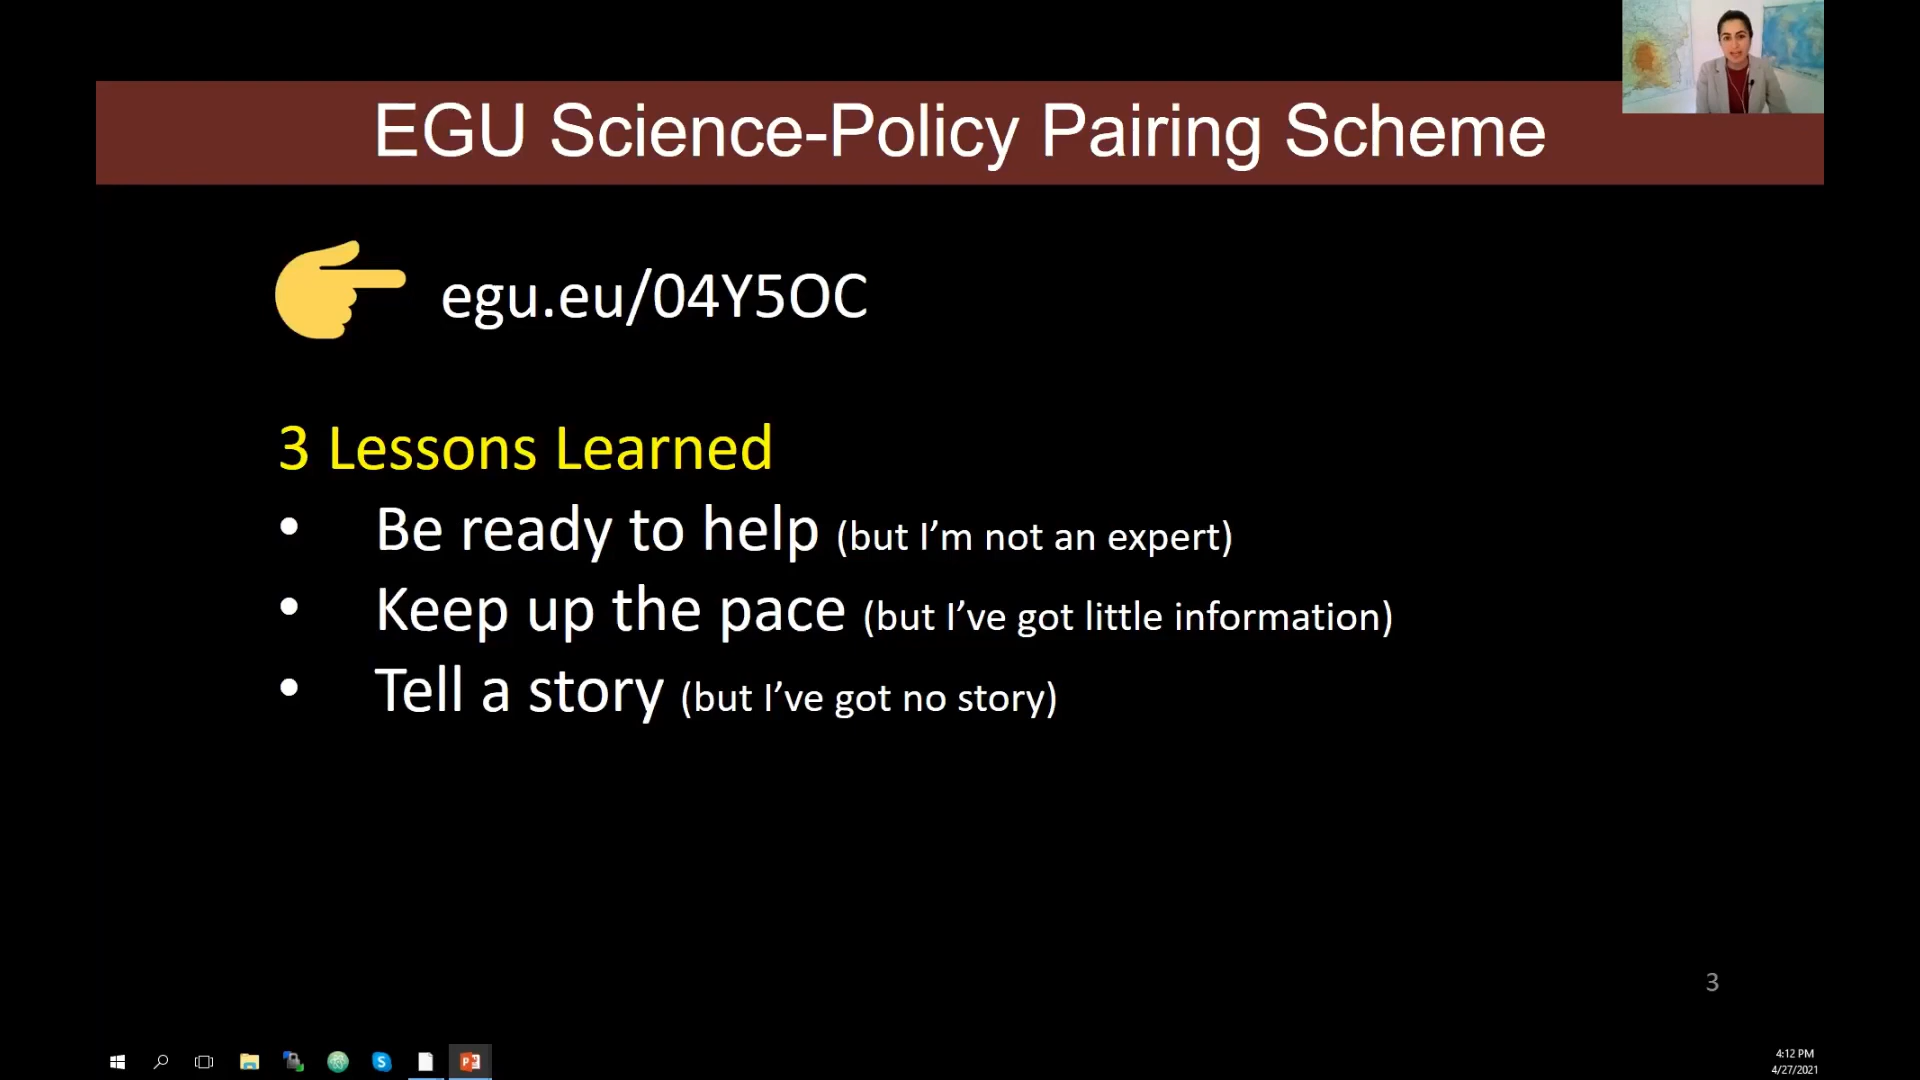 EGU Science-Policy Pairing Scheme
egu.eu/04Y5OC
3 Lessons Learned
• Be ready to help (but I’m not an expert)
• Keep up the pace (but I’ve got little information)
• Tell a story (but I’ve got no story)
3
4:12 PM
4/27/2021